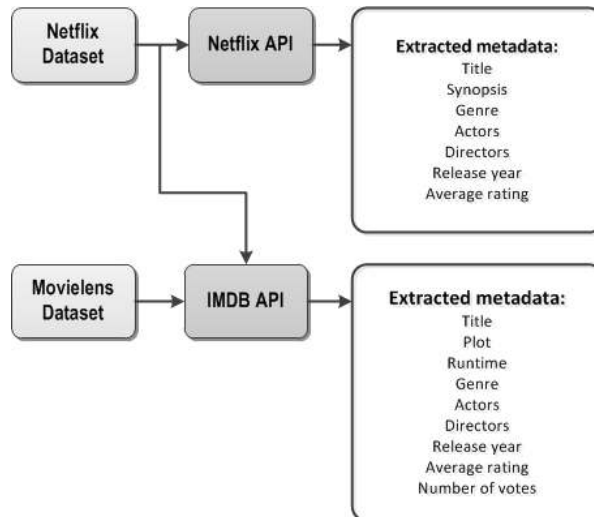 Netflix
Dataset
Netflix API
Extracted metadata:
Title
Synopsis
Genre
Actors
Directors
Release year
Average rating
Movielens
Dataset
IMDB API
Extracted metadata:
Title
Plot
Runtime
Genre
Actors
Directors
Release year
Average rating
Number of votes